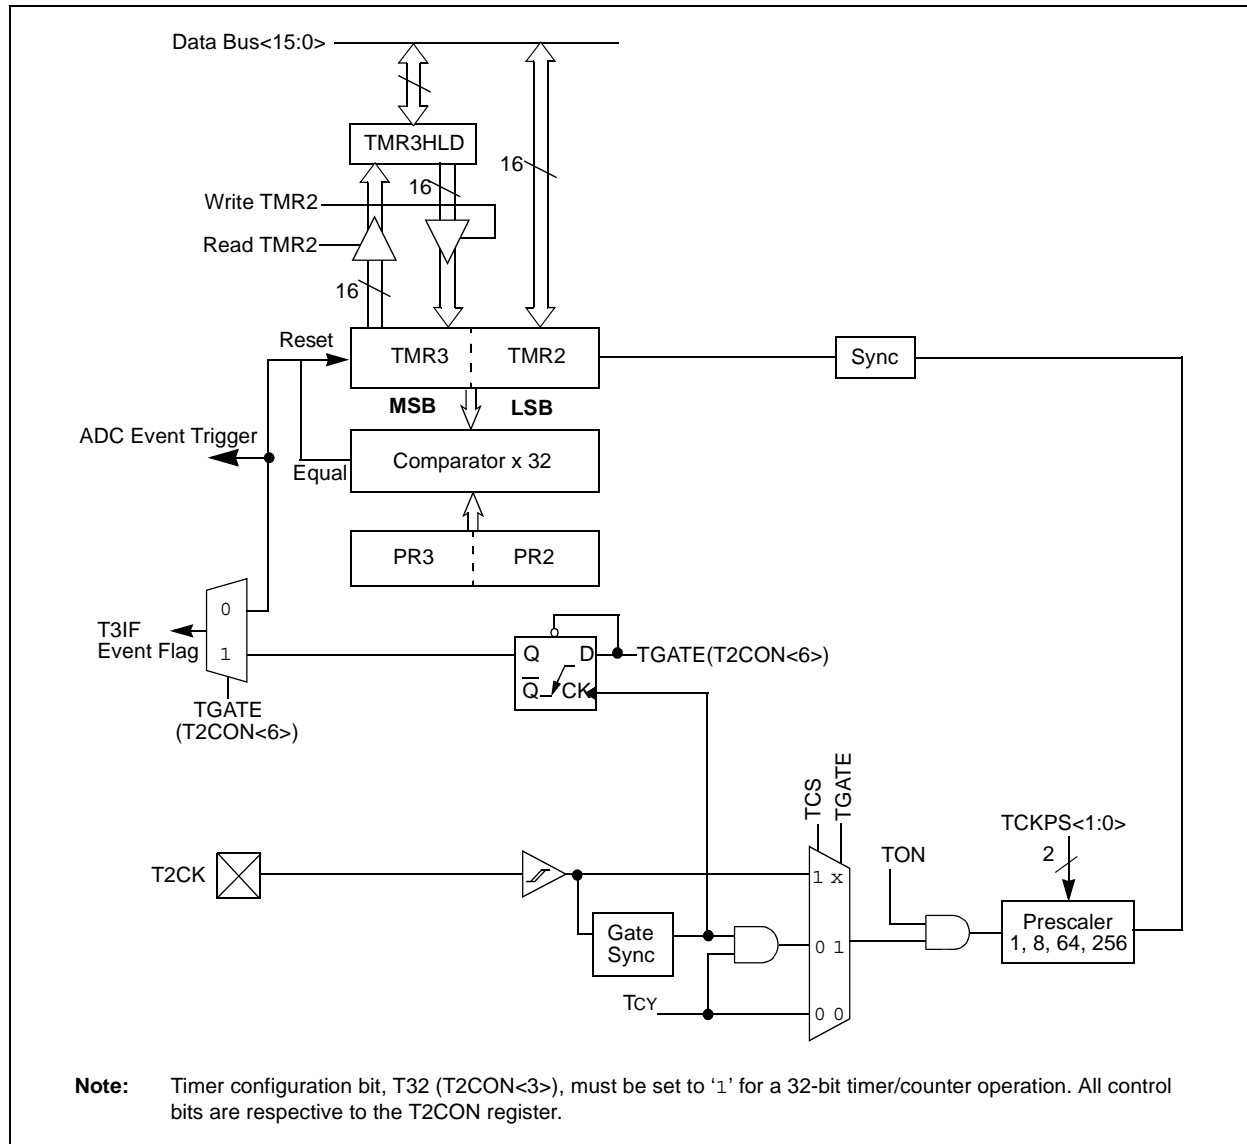 Data Bus<15:0>
TMR3HLD
16
16
Write TMR2
Read TMR2
16
Reset
TMR3
TMR2
Sync
MSB
LSB
ADC Event Trigger
Equal
Comparator x 32
PR3
PR2
0
T3IF
Event Flag
1
Q
D
TGATE(T2CON<6>)
Q
CK
TGATE
(T2CON<6>)
TCS
TGATE
TCKPS<1:0>
2
TON
T2CK
1 x
Prescaler
1, 8, 64, 256
Gate
Sync
0 1
TCY
0 0
Note: Timer configuration bit, T32 (T2CON<3>), must be set to ‘1’ for a 32-bit timer/counter operation. All control
bits are respective to the T2CON register.